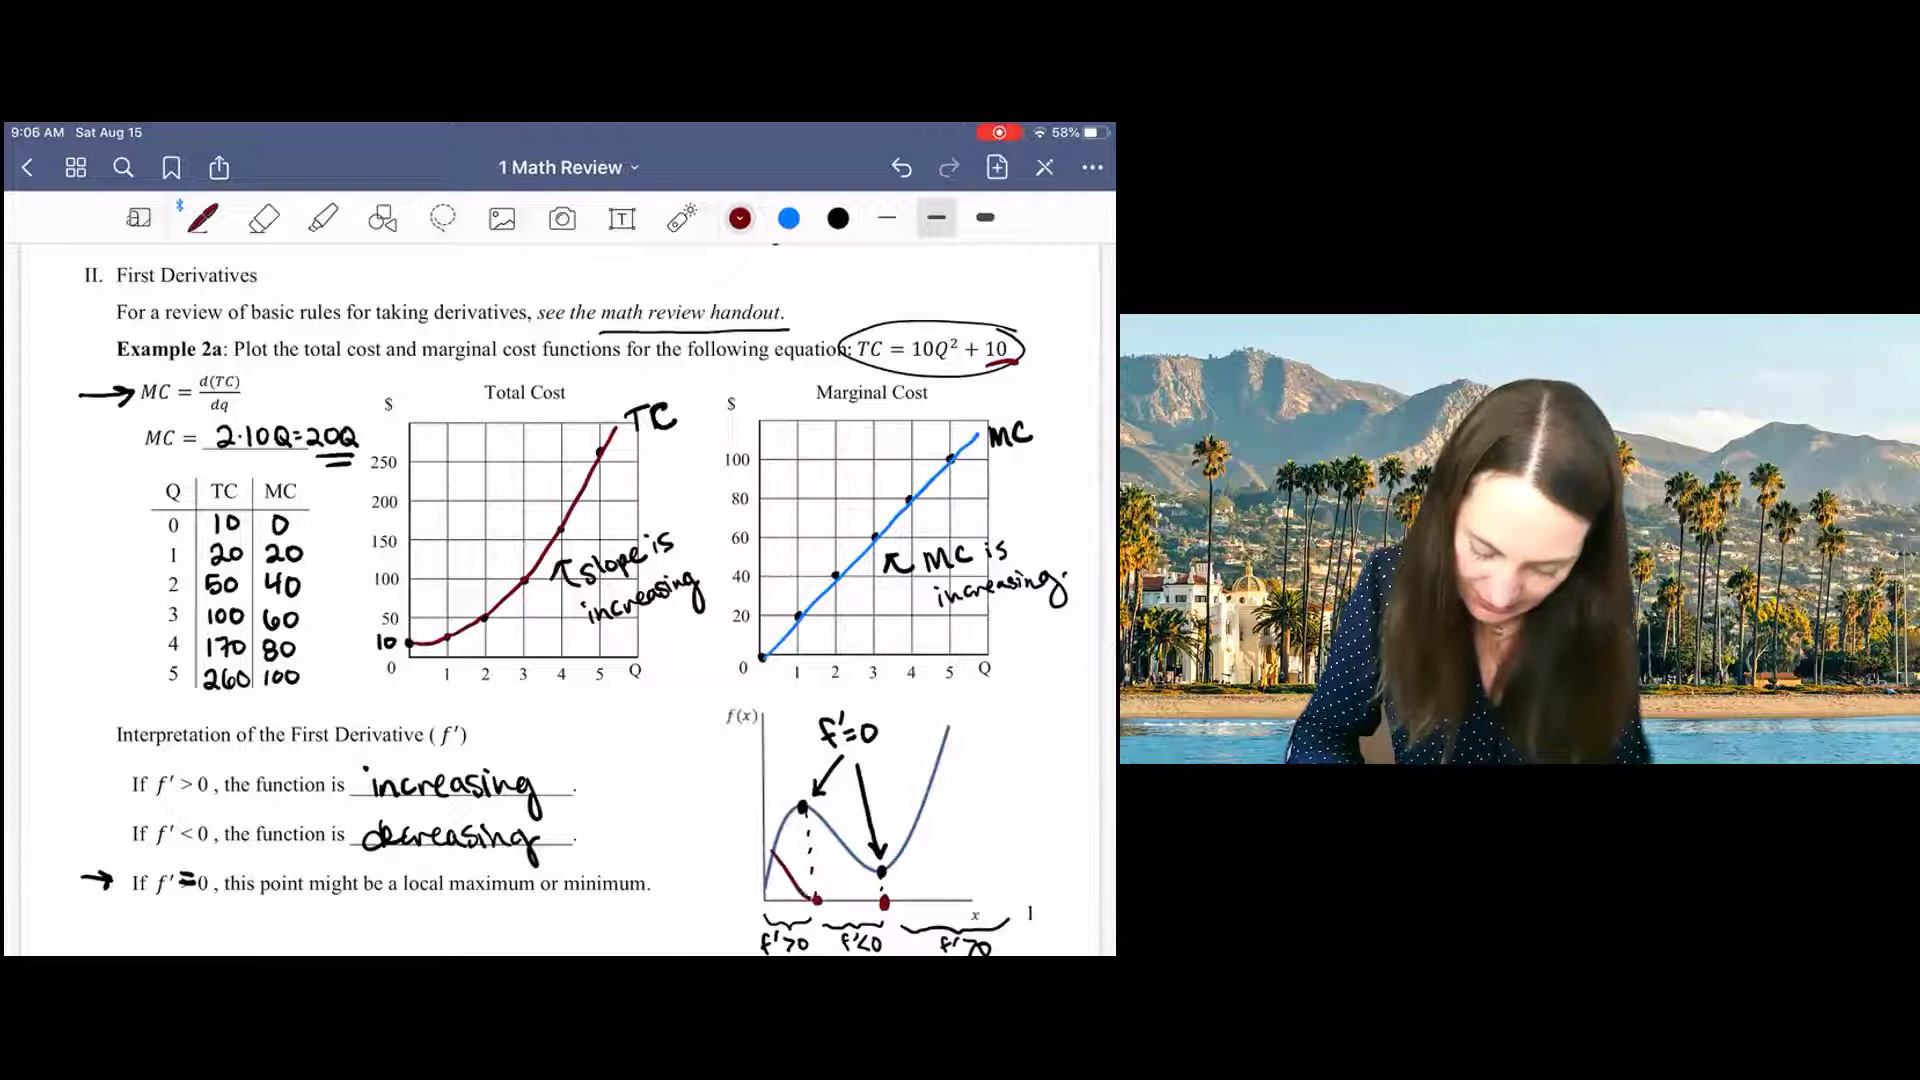 9:06 AM Sat Aug 15
58%
1 Math Review
T
II. First Derivatives
For a review of basic rules for taking derivatives, see the math review handout.
Example 2a: Plot the total cost and marginal cost functions for the following equation: TC = 10Q² + 10
MC = d(TC)/dq
MC = 2·10Q=20Q
Q TC MC
0 10 0
1 20 20
2 50 40
3 100 60
4 170 80
5 260 100
Total Cost
$
TC
250
200
150
100
50
10
0
1 2 3 4 5 Q
slope is
increasing
Marginal Cost
$
MC
100
80
60
40
20
0
1 2 3 4 5 Q
MC is
increasing.
Interpretation of the First Derivative ( f′)
If f′ > 0 , the function is increasing.
If f′ < 0 , the function is decreasing.
→ If f′ = 0 , this point might be a local maximum or minimum.
f(x)
f'=0
x
f'>0 f'<0 f'>0
1